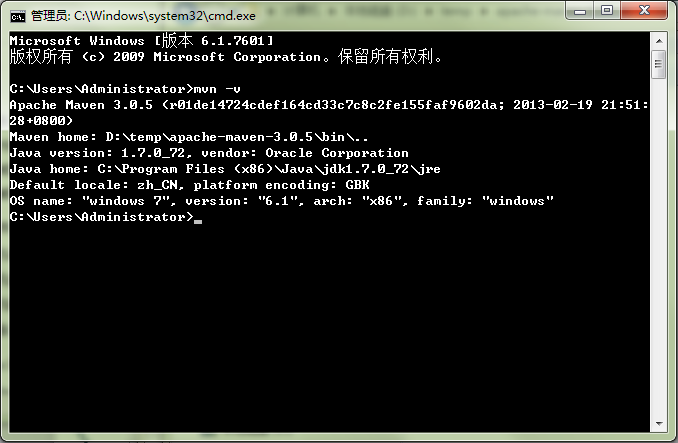 管理员: C:\Windows\system32\cmd.exe
Microsoft Windows [版本 6.1.7601]
版权所有 (c) 2009 Microsoft Corporation。保留所有权利。
C:\Users\Administrator>mvn -v
Apache Maven 3.0.5 (r01de14724cdef164cd33c7c8c2fe155faf9602da; 2013-02-19 21:51:
28+0800)
Maven home: D:\temp\apache-maven-3.0.5\bin\..
Java version: 1.7.0_72, vendor: Oracle Corporation
Java home: C:\Program Files (x86)\Java\jdk1.7.0_72\jre
Default locale: zh_CN, platform encoding: GBK
OS name: "windows 7", version: "6.1", arch: "x86", family: "windows"
C:\Users\Administrator>